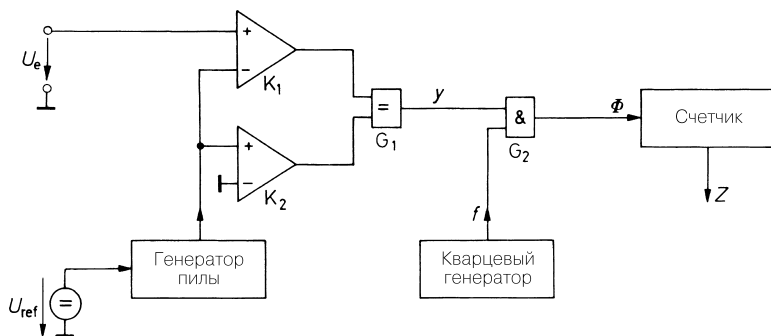 U_e
+
−
K_1
=
G_1
y
&
G_2
Φ
Счетчик
Z
+
−
K_2
f
Генератор
пилы
Кварцевый
генератор
U_ref
=